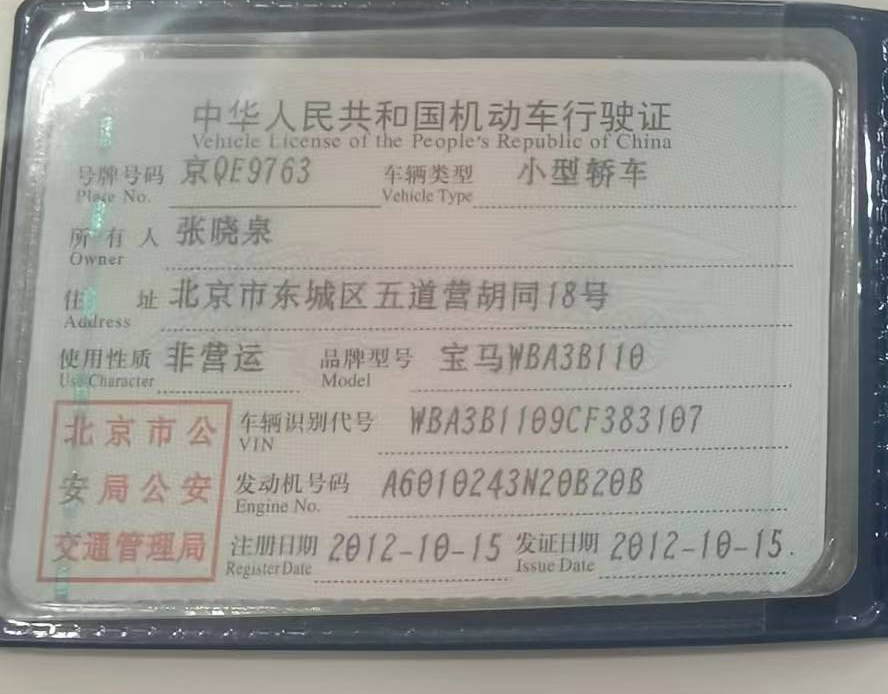 中华人民共和国机动车行驶证
Vehicle License of the People's Republic of China
号牌号码 京QE9763 车辆类型 小型轿车
Plate No. Vehicle Type
所有人 张晓泉
Owner
住址 北京市东城区五道营胡同18号
Address
使用性质 非营运 品牌型号 宝马WBA3B110
Use Character Model
北京市公 车辆识别代号 WBA3B1109CF383107
VIN
安局公安 发动机号码 A6010243N20B20B
Engine No.
交通管理局 注册日期 2012-10-15 发证日期 2012-10-15.
Register Date Issue Date